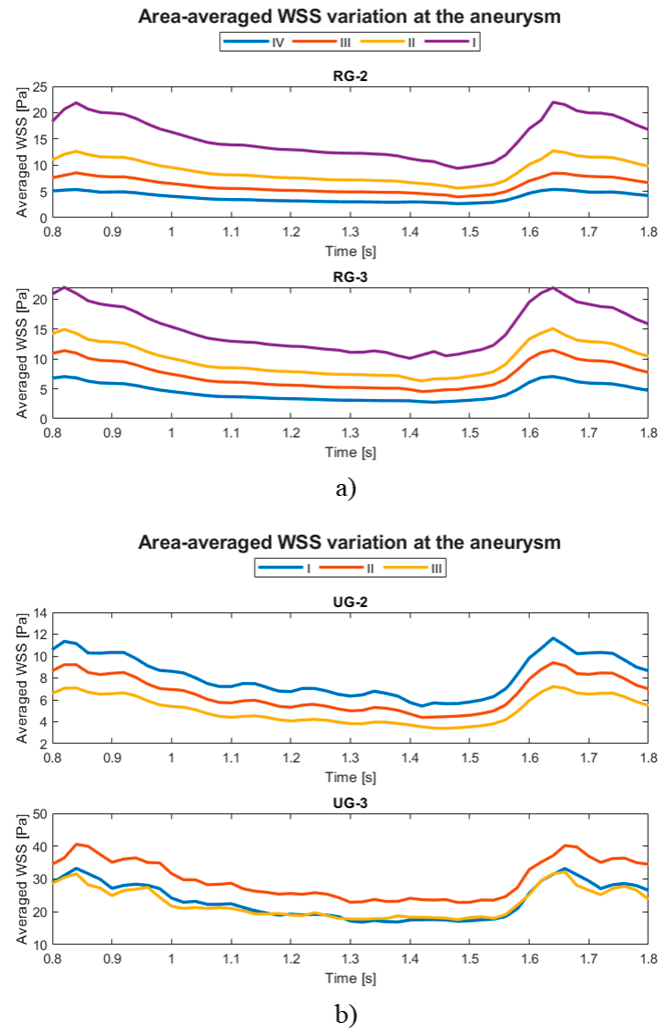 Area-averaged WSS variation at the aneurysm
IV III II I
RG-2
Averaged WSS [Pa]
25
20
15
10
5
0
0.8 0.9 1 1.1 1.2 1.3 1.4 1.5 1.6 1.7 1.8
Time [s]
RG-3
Averaged WSS [Pa]
20
15
10
5
0
0.8 0.9 1 1.1 1.2 1.3 1.4 1.5 1.6 1.7 1.8
Time [s]
a)
Area-averaged WSS variation at the aneurysm
I II III
UG-2
Averaged WSS [Pa]
14
12
10
8
6
4
2
0.8 0.9 1 1.1 1.2 1.3 1.4 1.5 1.6 1.7 1.8
Time [s]
UG-3
Averaged WSS [Pa]
50
40
30
20
10
0.8 0.9 1 1.1 1.2 1.3 1.4 1.5 1.6 1.7 1.8
Time [s]
b)